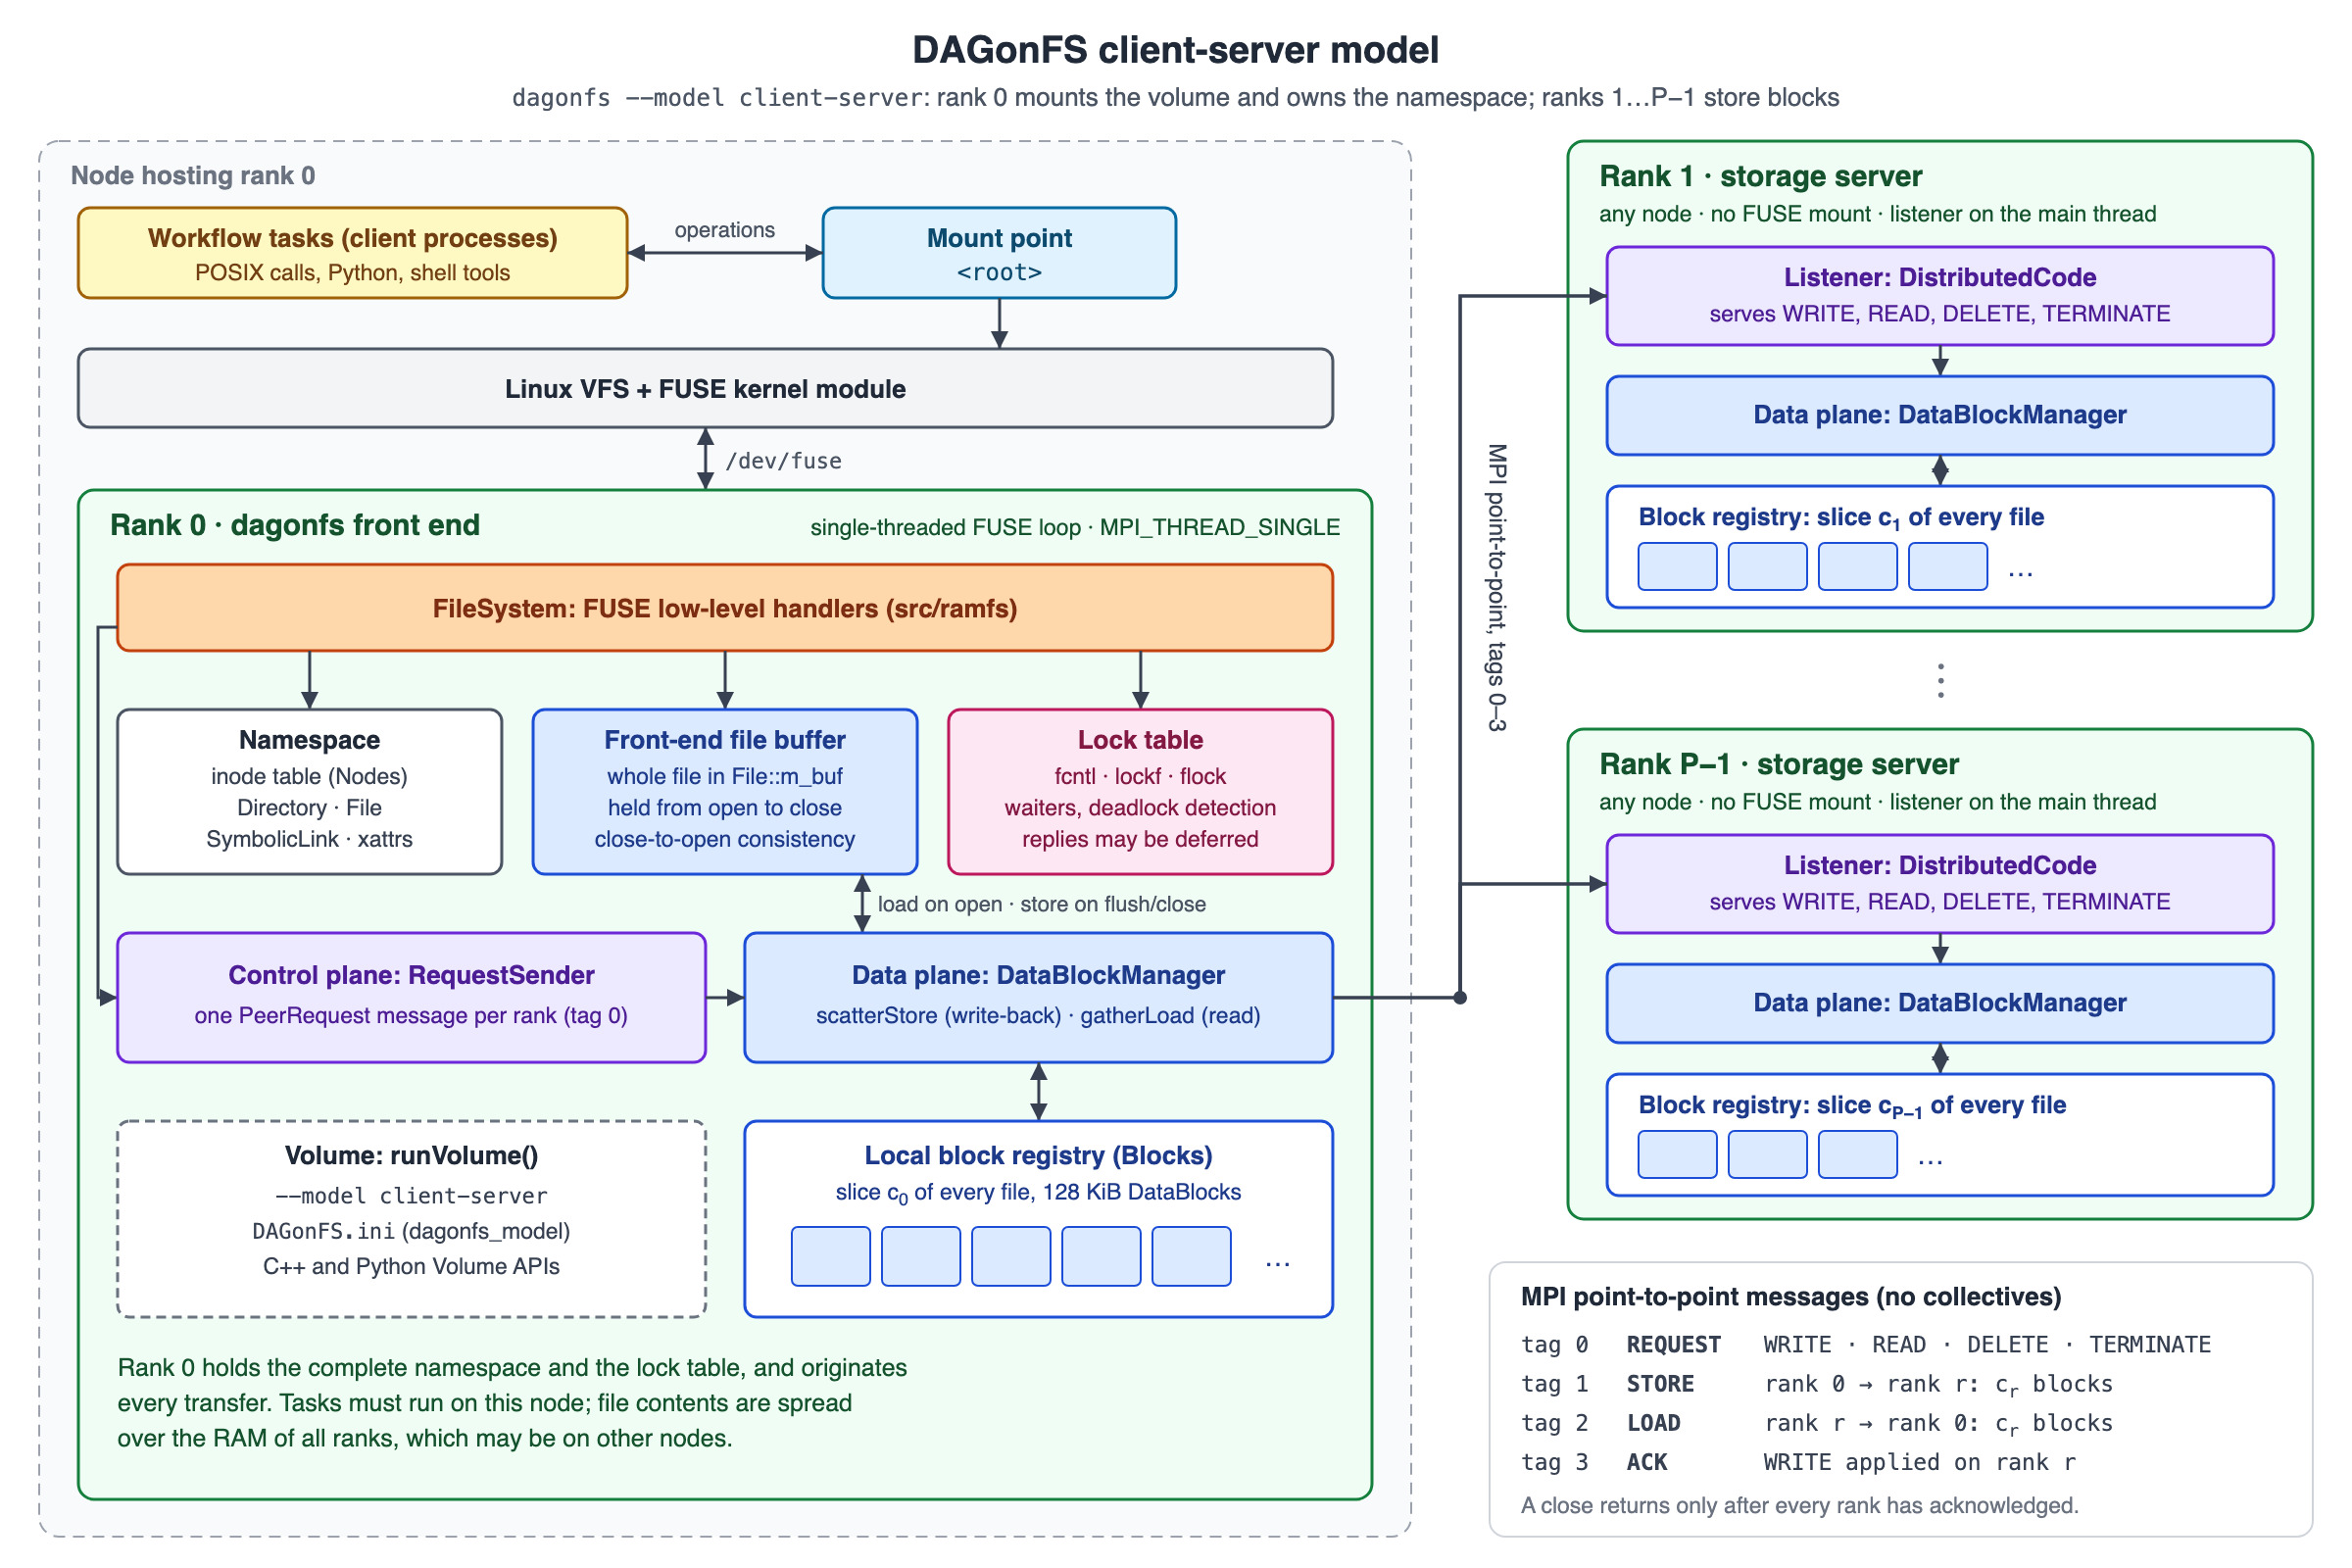 DAGonFS client-server model
dagonfs --model client-server: rank 0 mounts the volume and owns the namespace; ranks 1…P–1 store blocks
Node hosting rank 0
Workflow tasks (client processes)
POSIX calls, Python, shell tools
operations
Mount point
<root>
Linux VFS + FUSE kernel module
/dev/fuse
Rank 0 · dagonfs front end
single-threaded FUSE loop · MPI_THREAD_SINGLE
FileSystem: FUSE low-level handlers (src/ramfs)
Namespace
inode table (Nodes)
Directory · File
SymbolicLink · xattrs
Front-end file buffer
whole file in File::m_buf
held from open to close
close-to-open consistency
Lock table
fcntl · lockf · flock
waiters, deadlock detection
replies may be deferred
load on open · store on flush/close
Control plane: RequestSender
one PeerRequest message per rank (tag 0)
Data plane: DataBlockManager
scatterStore (write-back) · gatherLoad (read)
Volume: runVolume()
--model client-server
DAGonFS.ini (dagonfs_model)
C++ and Python Volume APIs
Local block registry (Blocks)
slice c0 of every file, 128 KiB DataBlocks
…
Rank 0 holds the complete namespace and the lock table, and originates
every transfer. Tasks must run on this node; file contents are spread
over the RAM of all ranks, which may be on other nodes.
MPI point-to-point, tags 0–3
Rank 1 · storage server
any node · no FUSE mount · listener on the main thread
Listener: DistributedCode
serves WRITE, READ, DELETE, TERMINATE
Data plane: DataBlockManager
Block registry: slice c1 of every file
…
⋮
Rank P–1 · storage server
any node · no FUSE mount · listener on the main thread
Listener: DistributedCode
serves WRITE, READ, DELETE, TERMINATE
Data plane: DataBlockManager
Block registry: slice cP–1 of every file
…
MPI point-to-point messages (no collectives)
tag 0 REQUEST WRITE · READ · DELETE · TERMINATE
tag 1 STORE rank 0 → rank r: cr blocks
tag 2 LOAD rank r → rank 0: cr blocks
tag 3 ACK WRITE applied on rank r
A close returns only after every rank has acknowledged.